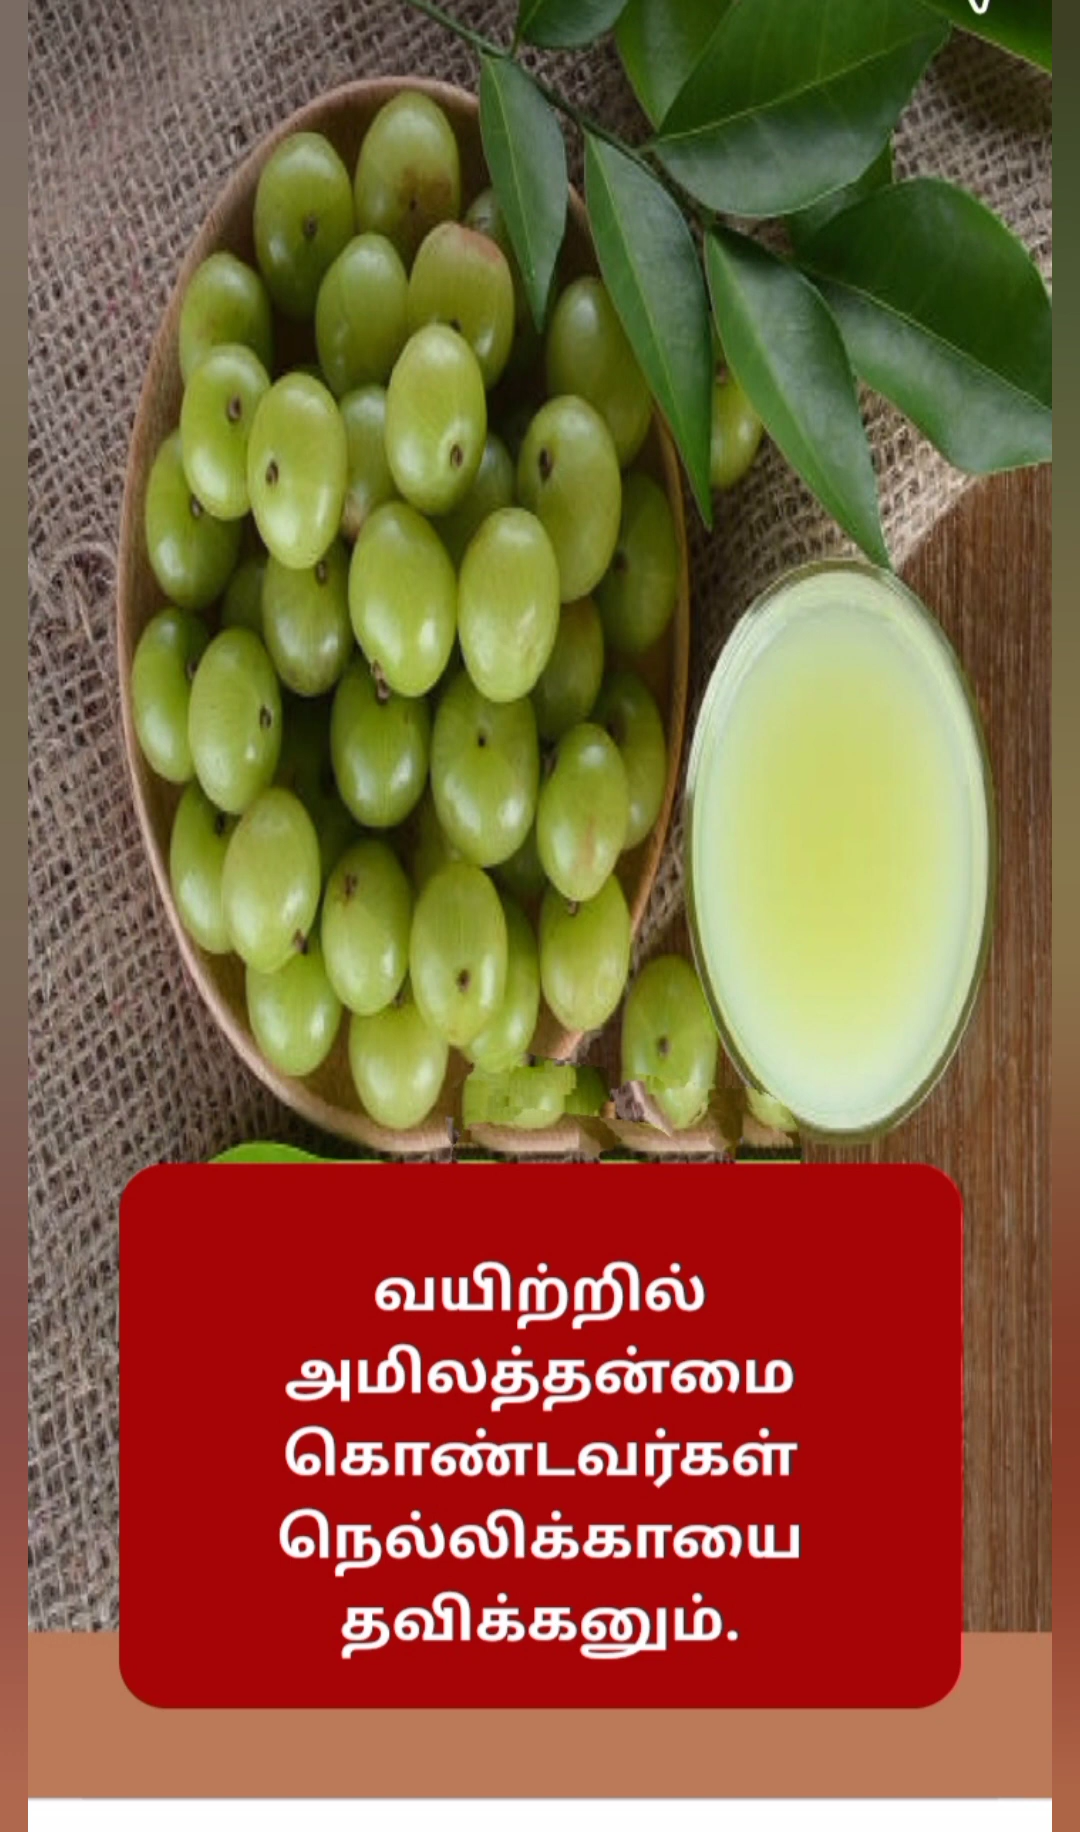 வயிற்றில்
அமிலத்தன்மை
கொண்டவர்கள்
நெல்லிக்காயை
தவிக்கனும்.